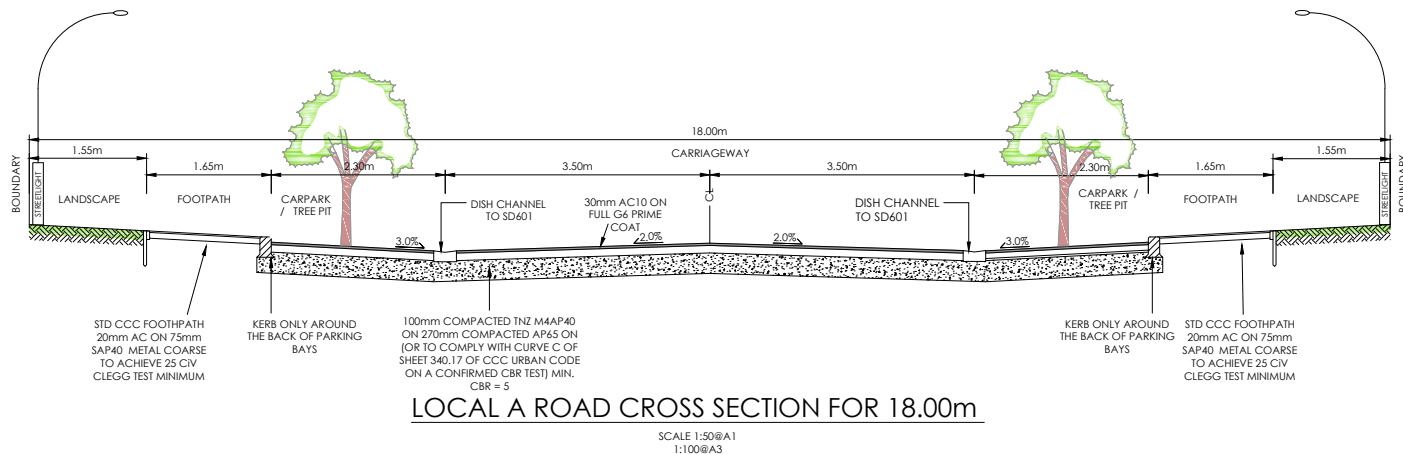 18.00m
1.55m
1.65m
2.30m
3.50m
CARRIAGEWAY
3.50m
2.30m
1.65m
1.55m
BOUNDARY
STREETLIGHT
LANDSCAPE
FOOTPATH
CARPARK
/ TREE PIT
DISH CHANNEL
TO SD601
30mm AC10 ON
FULL G6 PRIME
COAT
C L
DISH CHANNEL
TO SD601
CARPARK /
TREE PIT
FOOTPATH
LANDSCAPE
STREETLIGHT
BOUNDARY
3.0%
2.0%
2.0%
3.0%
STD CCC FOOTPATH
20mm AC ON 75mm
SAP40 METAL COARSE
TO ACHIEVE 25 CiV
CLEGG TEST MINIMUM
KERB ONLY AROUND
THE BACK OF PARKING
BAYS
100mm COMPACTED TNZ M4AP40
ON 270mm COMPACTED AP65 ON
(OR TO COMPLY WITH CURVE C OF
SHEET 340.17 OF CCC URBAN CODE
ON A CONFIRMED CBR TEST) MIN.
CBR = 5
KERB ONLY AROUND
THE BACK OF PARKING
BAYS
STD CCC FOOTPATH
20mm AC ON 75mm
SAP40 METAL COARSE
TO ACHIEVE 25 CiV
CLEGG TEST MINIMUM
LOCAL A ROAD CROSS SECTION FOR 18.00m
SCALE 1:50@A1
1:100@A3